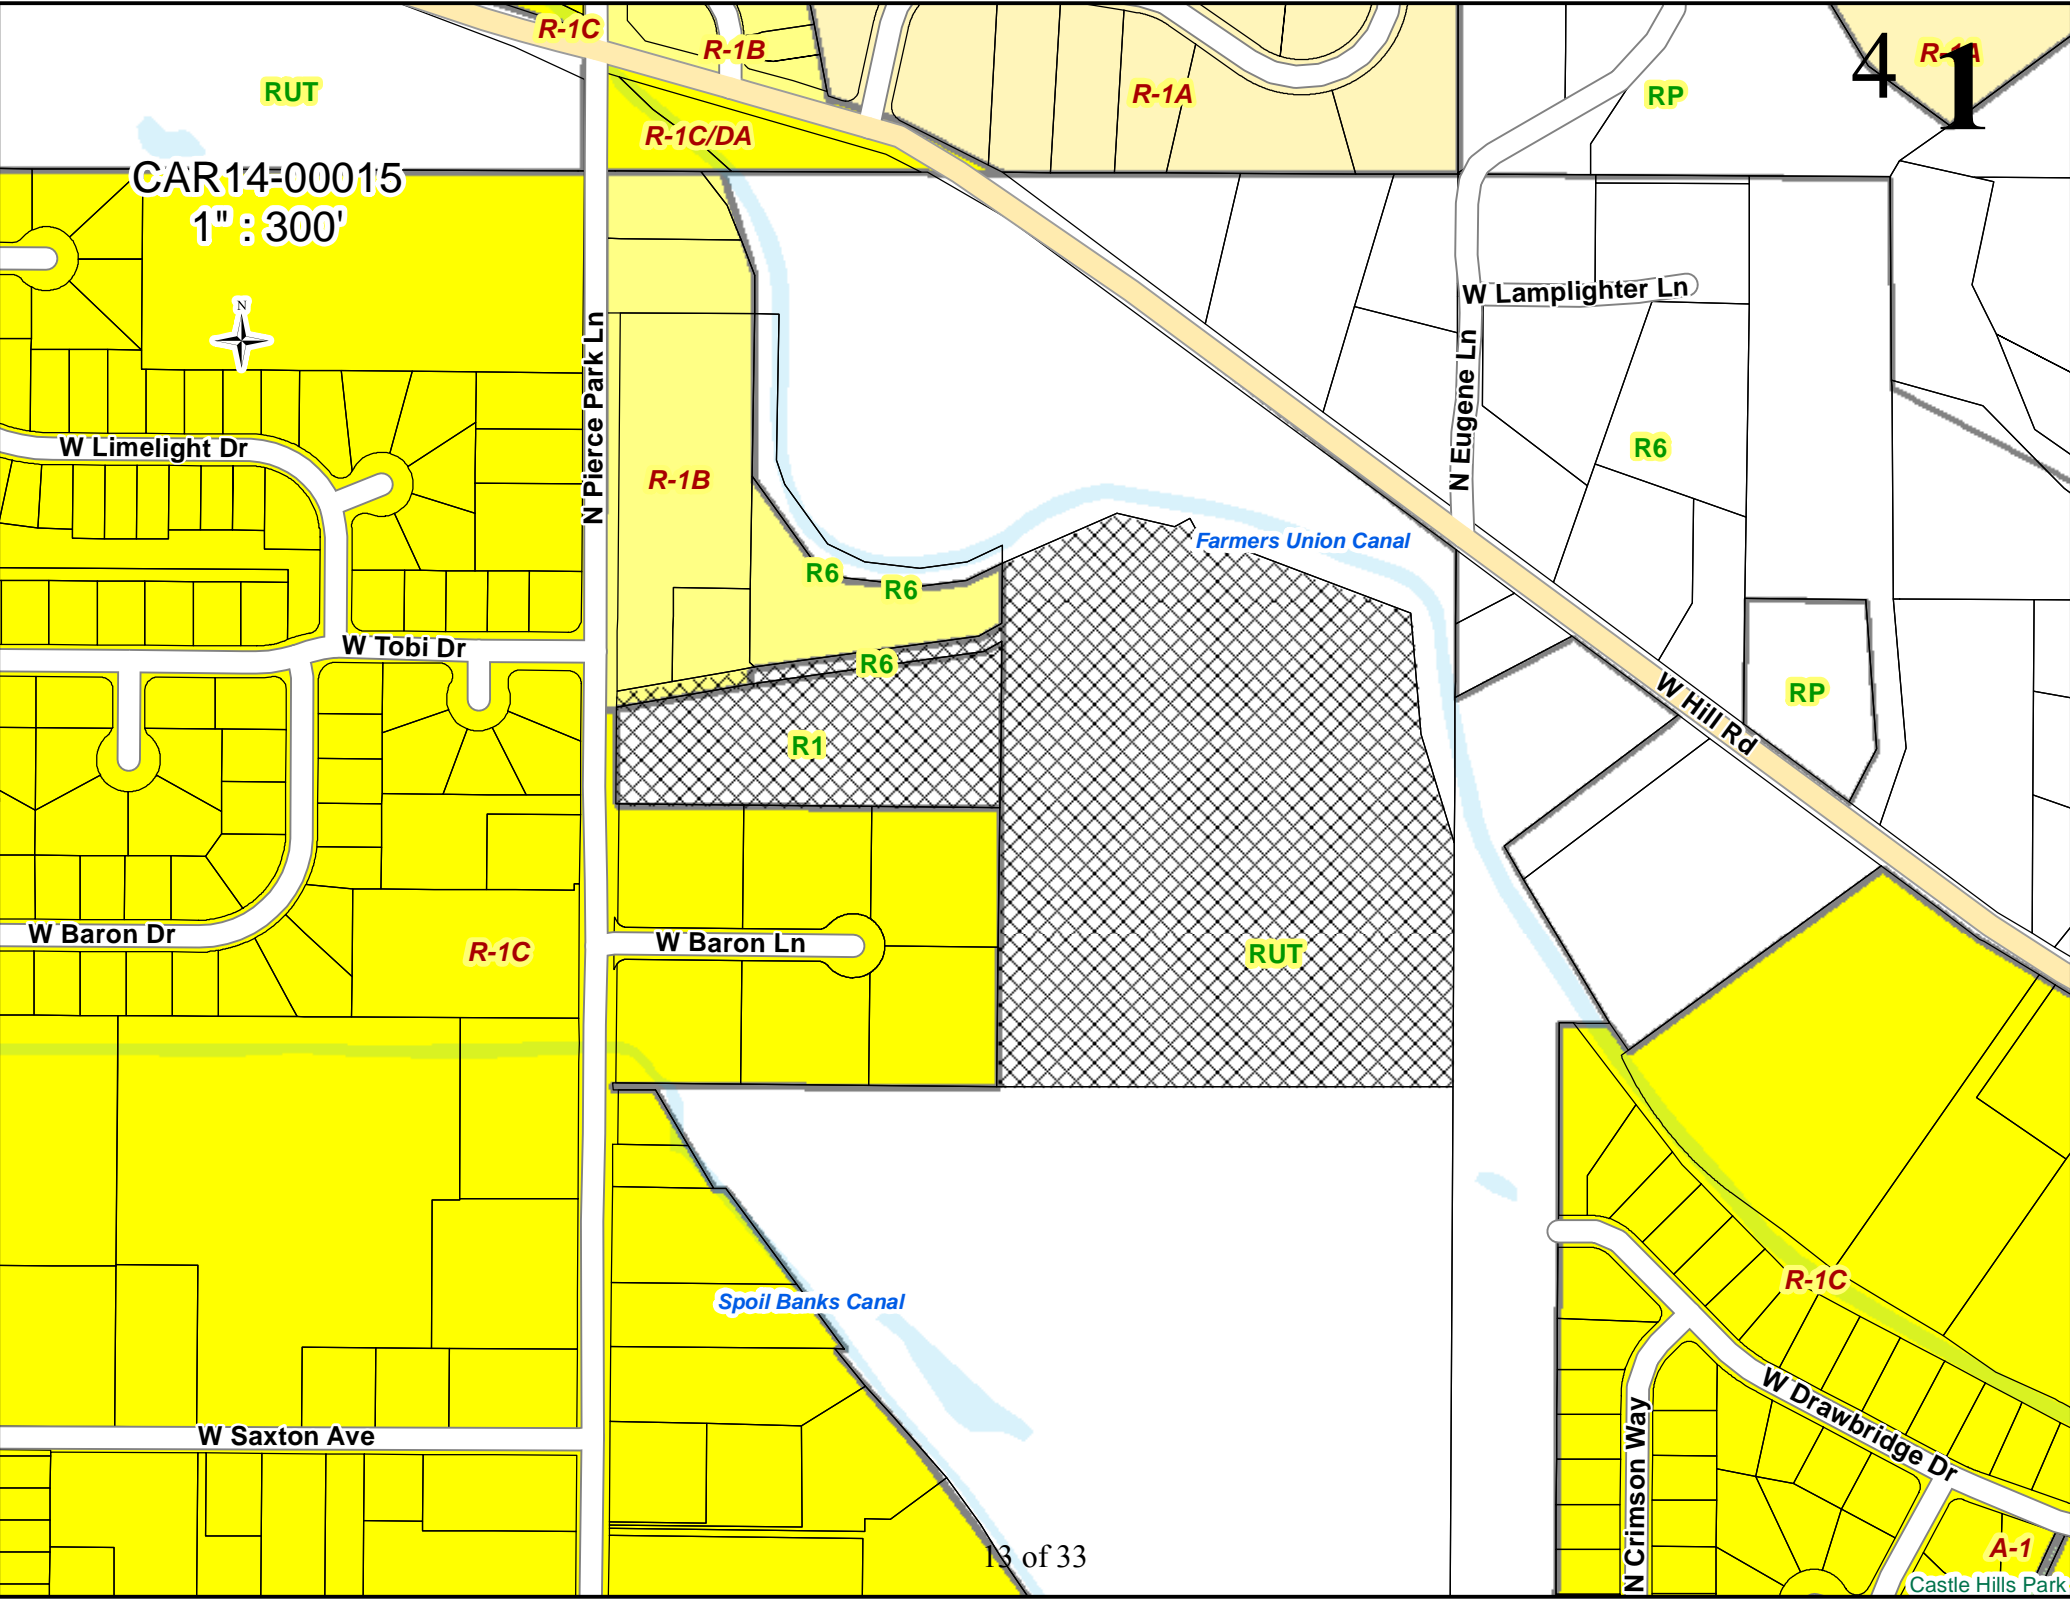 R-1C
R-1B
RUT
R-1A
RP
R-1A
4
1
R-1C/DA
CAR14-00015
1" : 300'
N
W Lamplighter Ln
N Pierce Park Ln
N Eugene Ln
W Limelight Dr
R-1B
R6
Farmers Union Canal
R6
R6
W Tobi Dr
R6
RP
W Hill Rd
R1
W Baron Dr
W Baron Ln
R-1C
RUT
R-1C
Spoil Banks Canal
W Drawbridge Dr
W Saxton Ave
N Crimson Way
13 of 33
A-1
Castle Hills Park